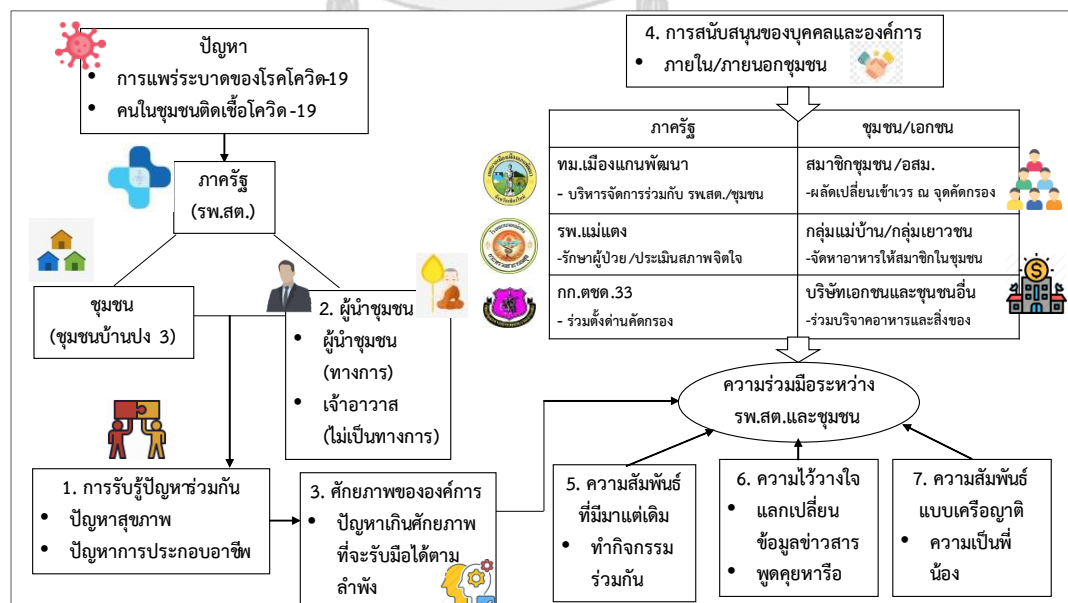 ปัญหา
• การแพร่ระบาดของโรคโควิด-19
• คนในชุมชนติดเชื้อโควิด-19
ภาครัฐ
(รพ.สต.)
ชุมชน
(ชุมชนบ้านปง 3)
2. ผู้นำชุมชน
• ผู้นำชุมชน
(ทางการ)
• เจ้าอาวาส
(ไม่เป็นทางการ)
1. การรับรู้ปัญหาร่วมกัน
• ปัญหาสุขภาพ
• ปัญหาการประกอบอาชีพ
3. ศักยภาพขององค์การ
• ปัญหาเกินศักยภาพ
ที่จะรับมือได้ตาม
ลำพัง
4. การสนับสนุนของบุคคลและองค์การ
• ภายใน/ภายนอกชุมชน
ภาครัฐ
ชุมชน/เอกชน
ทม.เมืองแกนพัฒนา
- บริหารจัดการร่วมกับ รพ.สต./ชุมชน
สมาชิกชุมชน/อสม.
-ผลัดเปลี่ยนเข้าเวร ณ จุดคัดกรอง
รพ.แม่แตง
-รักษาผู้ป่วย/ประเมินสภาพจิตใจ
กลุ่มแม่บ้าน/กลุ่มเยาวชน
-จัดหาอาหารให้สมาชิกในชุมชน
กก.ตชด.33
- ร่วมตั้งด่านคัดกรอง
บริษัทเอกชนและชุนชนอื่น
-ร่วมบริจาคอาหารและสิ่งของ
ความร่วมมือระหว่าง
รพ.สต.และชุมชน
5. ความสัมพันธ์
ที่มีมาแต่เดิม
• ทำกิจกรรม
ร่วมกัน
6. ความไว้วางใจ
• แลกเปลี่ยน
ข้อมูลข่าวสาร
• พูดคุยหารือ
7. ความสัมพันธ์
แบบเครือญาติ
• ความเป็นพี่
น้อง